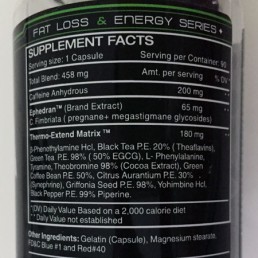 FAT LOSS & ENERGY SERIES
SUPPLEMENT FACTS
Serving size: 1 Capsule Serving per Container: 90
Total Blend: 458 mg Amt. per serving % DV
Caffeine Anhydrous 200 mg
Ephedran™ (Brand Extract) 65 mg
C. Fimbriata ( pregnane+ megastigmane glycosides)
Thermo-Extend Matrix™ 180 mg
B-Phenothylamine Hcl, Black Tea P.E. 20% (Theaflavins),
Green Tea P.E. 98% ( 50% EGCG), L- Phenylalanine,
Tyramine, Theobromine 98% (Cocoa Extract), Green
Coffee Bean P.E. 50%, Citrus Aurantium P.E. 30%
(Synephrine), Griffonia Seed P.E. 98%, Yohimbine Hcl,
Black Pepper P.E. 99% Piperine.
*(DV) Daily Value Based on a 2,000 calorie diet
** Daily Value not established
Other Ingredients: Gelatin (Capsule), Magnesium stearate,
FD&C Blue #1 and Red#40